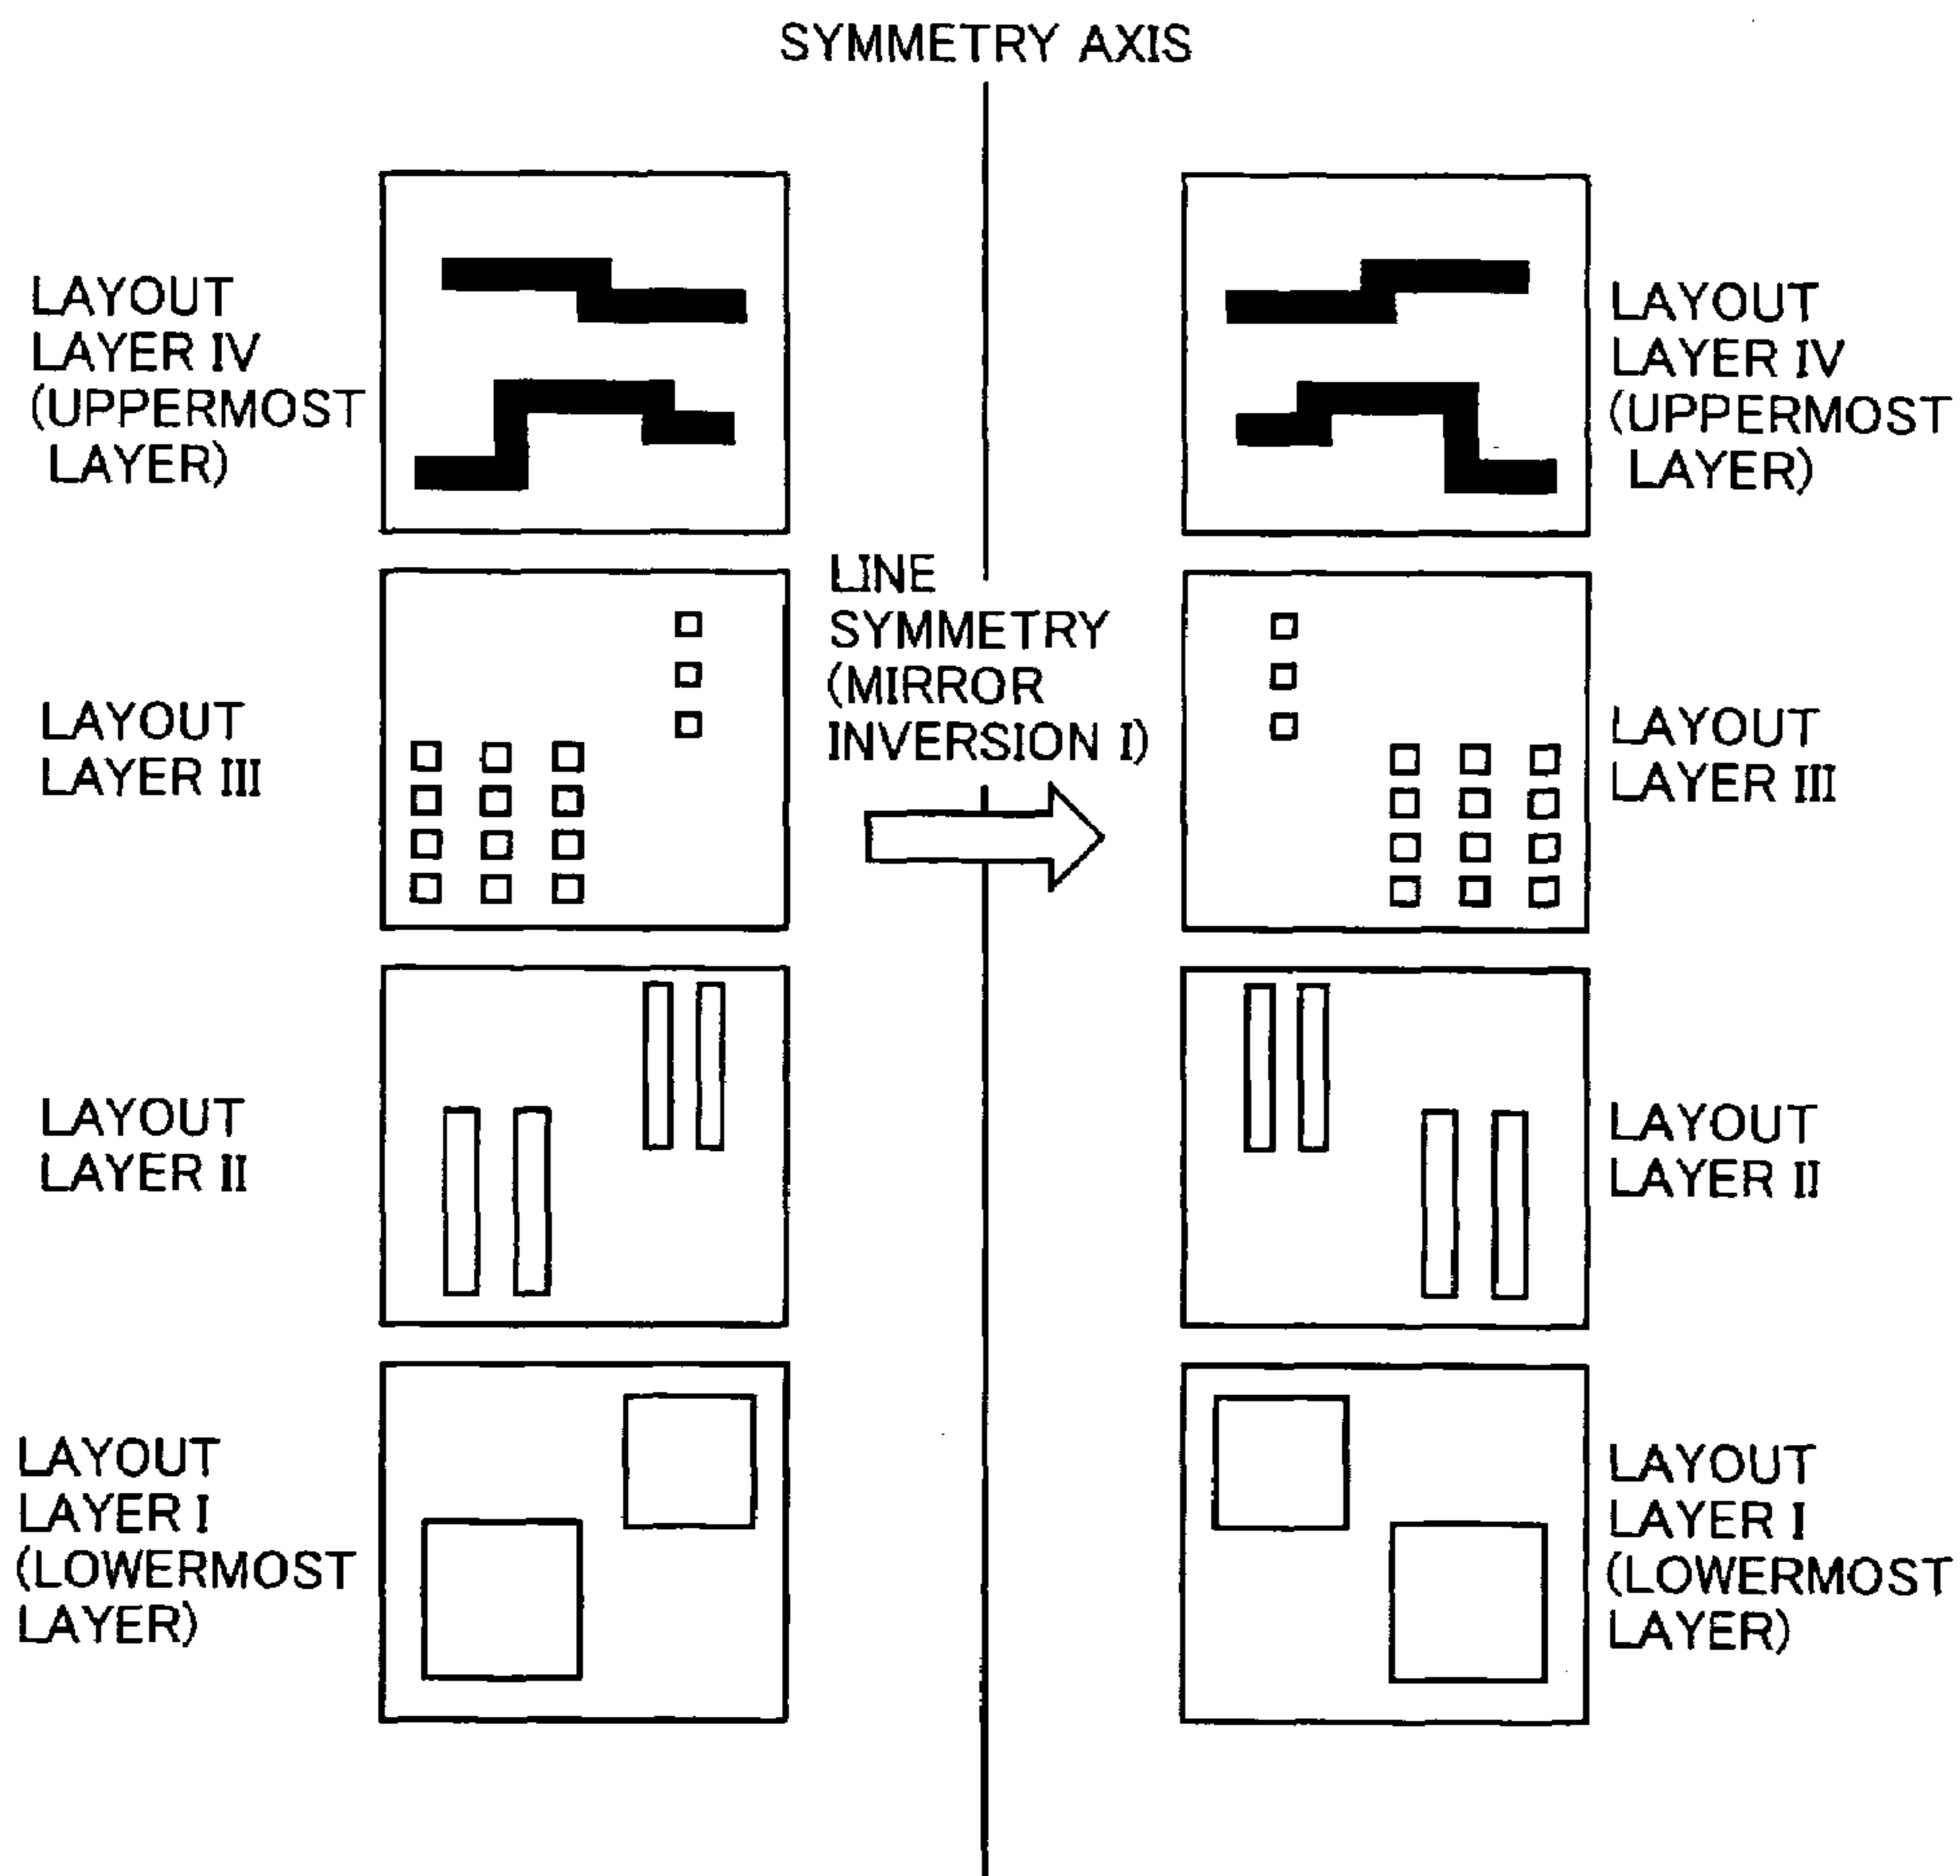 SYMMETRY AXIS
LAYOUT
LAYER IV
(UPPERMOST
LAYER)
LAYOUT
LAYER IV
(UPPERMOST
LAYER)
LINE
SYMMETRY
(MIRROR
INVERSION I)
LAYOUT
LAYER III
LAYOUT
LAYER III
LAYOUT
LAYER II
LAYOUT
LAYER II
LAYOUT
LAYER I
(LOWERMOST
LAYER)
LAYOUT
LAYER I
(LOWERMOST
LAYER)